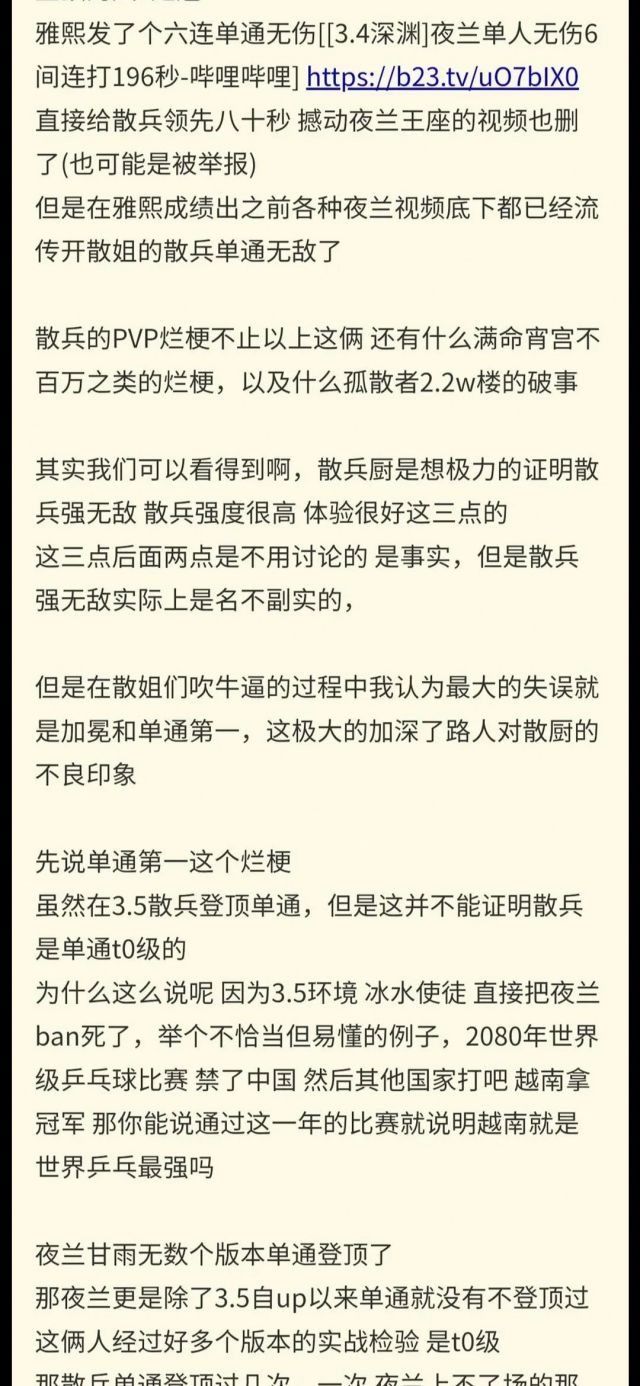 雅熙发了个六连单通无伤[[3.4深渊]夜兰单人无伤6
间连打196秒-哔哩哔哩] https://b23.tv/uO7bIX0
直接给散兵领先八十秒 撼动夜兰王座的视频也删
了(也可能是被举报)
但是在雅熙成绩出之前各种夜兰视频底下都已经流
传开散姐的散兵单通无敌了
散兵的PVP烂梗不止以上这俩 还有什么满命宵宫不
百万之类的烂梗，以及什么孤散者2.2w楼的破事
其实我们可以看得到啊，散兵厨是想极力的证明散
兵强无敌 散兵强度很高 体验很好这三点的
这三点后面两点是不用讨论的 是事实，但是散兵
强无敌实际上是名不副实的，
但是在散姐们吹牛逼的过程中我认为最大的失误就
是加冕和单通第一，这极大的加深了路人对散厨的
不良印象
先说单通第一这个烂梗
虽然在3.5散兵登顶单通，但是这并不能证明散兵
是单通t0级的
为什么这么说呢 因为3.5环境 冰水使徒 直接把夜兰
ban死了，举个不恰当但易懂的例子，2080年世界
级乒乓球比赛 禁了中国 然后其他国家打吧 越南拿
冠军 那你能说通过这一年的比赛就说明越南就是
世界乒乓最强吗
夜兰甘雨无数个版本单通登顶了
那夜兰更是除了3.5自up以来单通就没有不登顶过
这俩人经过好多个版本的实战检验 是t0级
那散兵单通登顶过几次，一次 夜兰上不了场的那